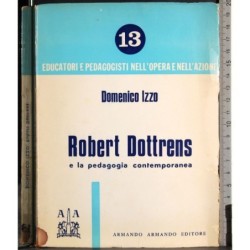 13
EDUCATORI E PEDAGOGISTI NELL'OPERA E NELL'AZIONE
Domenico Izzo
Robert Dottrens
e la pedagogia contemporanea
A A
ARMANDO ARMANDO EDITORE